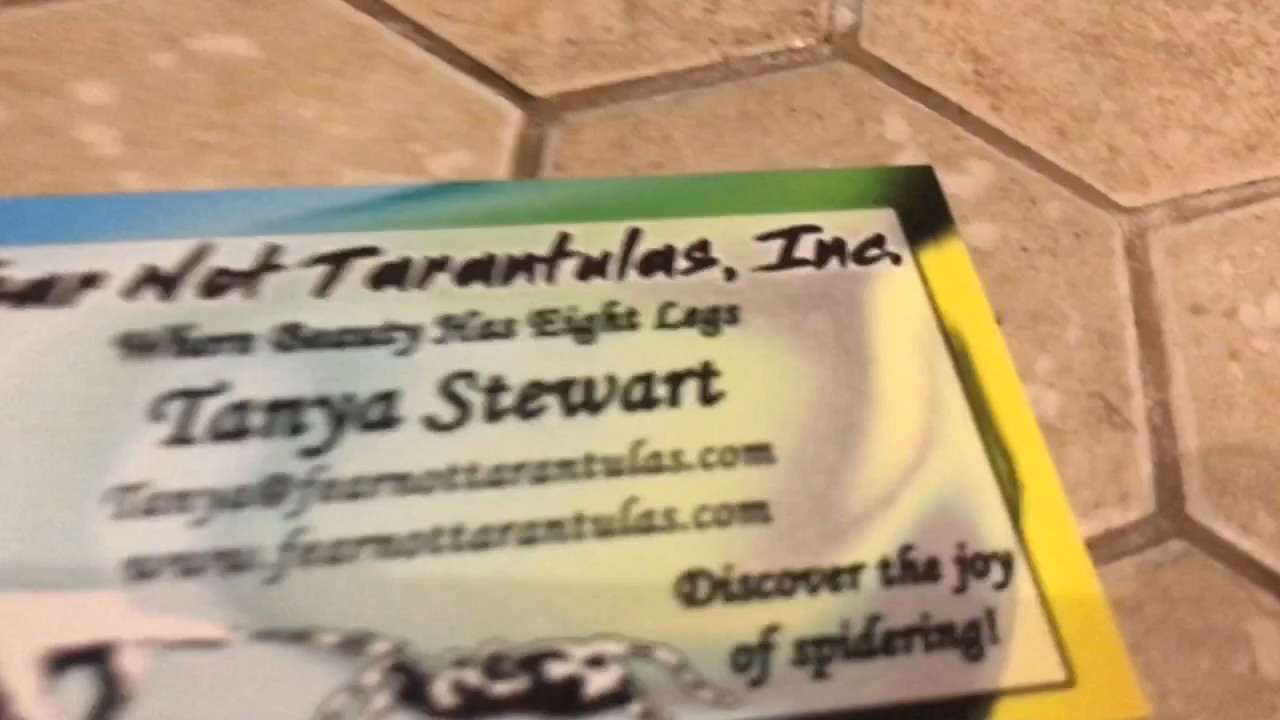 Not Tarantulas, Inc.
Where Beauty Has Eight Legs
Tanya Stewart
Tanya@fearnottarantulas.com
www.fearnottarantulas.com
Discover the joy
of spidering!